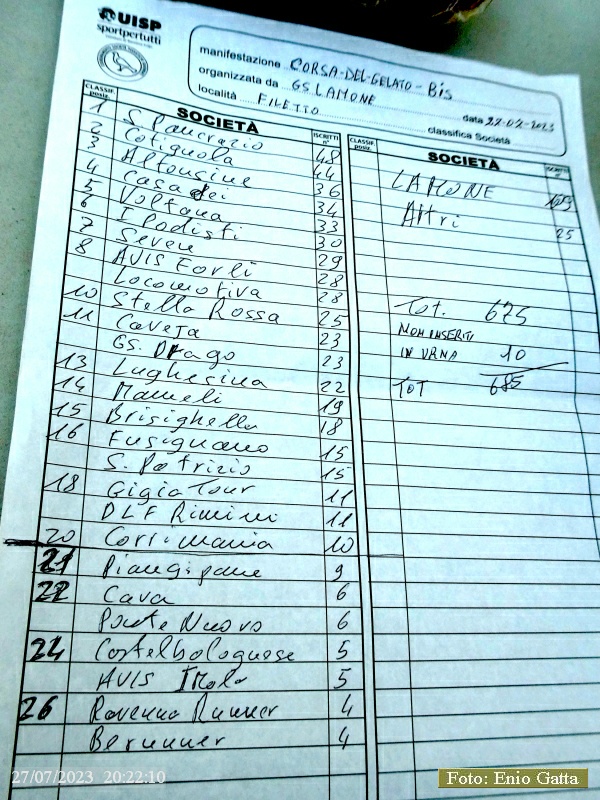 UISP
sportpertutti
manifestazione CORSA-DEL-GELATO-BIS
organizzata da GS LAMONE
località FILETTO data 27-07-2023
classifica Società
CLASSIF. posiz. SOCIETÀ ISCRITTI n°
1 S. Pancrazio 48
2 Cotignola 44
3 Alfonsine 36
4 Casadei 34
5 Voltana 33
6 I Podisti 30
7 Severi 29
8 AVIS Forlì 28
Locomotiva 28
10 Stella Rossa 25
11 Caveja 23
GS. Drago 23
13 Lughesina 22
14 Mameli 19
15 Brisighella 18
16 Fusignano 15
S. Patrizio 15
18 Gigia Tour 11
DLF Rimini 11
20 Corrimania 10
21 Piangipane 9
22 Cava 6
Ponte Nuovo 6
24 Castelbolognese 5
AVIS Imola 5
26 Ravenna Runner 4
Berunner 4
CLASSIF. posiz. SOCIETÀ ISCRITTI n°
LAMONE 109
Altri 25
Tot. 675
NON INSERITI
IN URNA 10
TOT 685
27/07/2023 20:22:10
Foto: Enio Gatta